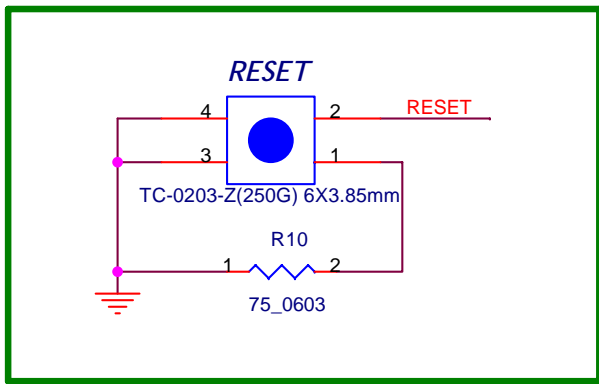 RESET
4 2 RESET
3 1
TC-0203-Z(250G) 6X3.85mm
R10
1 2
75_0603